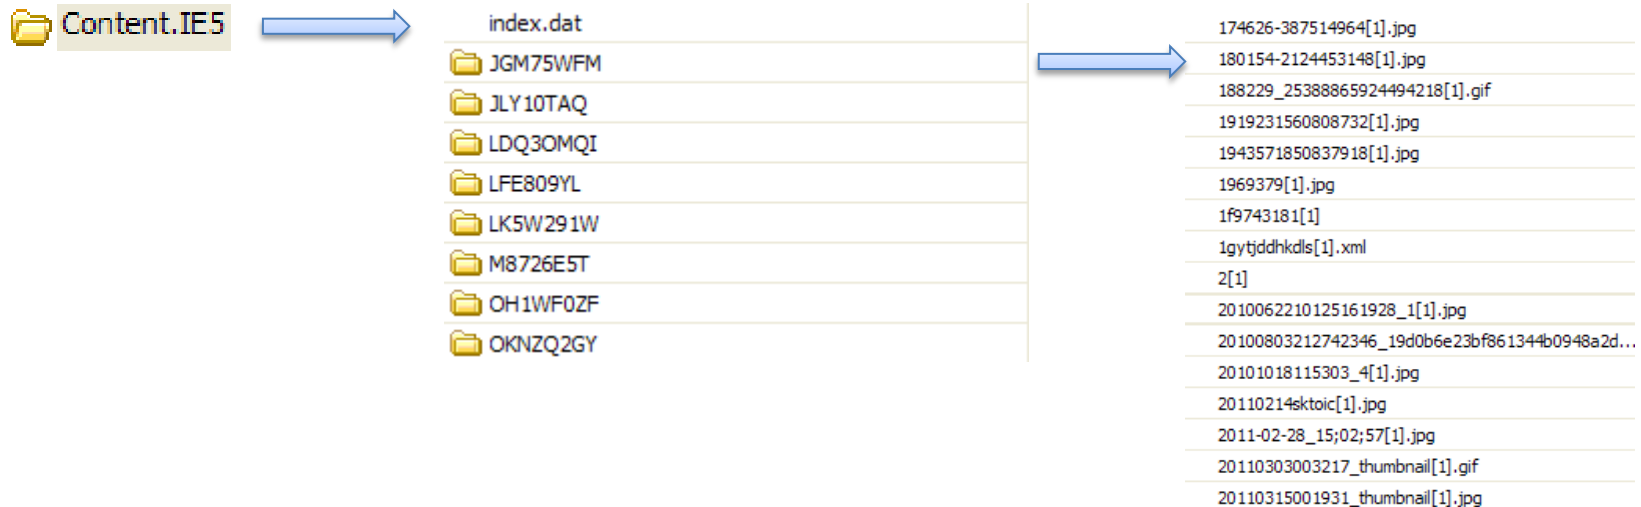 Content.IE5
index.dat
JGM75WFM
JLY10TAQ
LDQ3OMQI
LFE809YL
LK5W291W
M8726E5T
OH1WF0ZF
OKNZQ2GY
174626-387514964[1].jpg
180154-2124453148[1].jpg
188229_25388865924494218[1].gif
1919231560808732[1].jpg
1943571850837918[1].jpg
1969379[1].jpg
1f9743181[1]
1gytjddhkdls[1].xml
2[1]
2010062210125161928_1[1].jpg
20100803212742346_19d0b6e23bf861344b0948a2d...
20101018115303_4[1].jpg
20110214sktoic[1].jpg
2011-02-28_15;02;57[1].jpg
20110303003217_thumbnail[1].gif
20110315001931_thumbnail[1].jpg